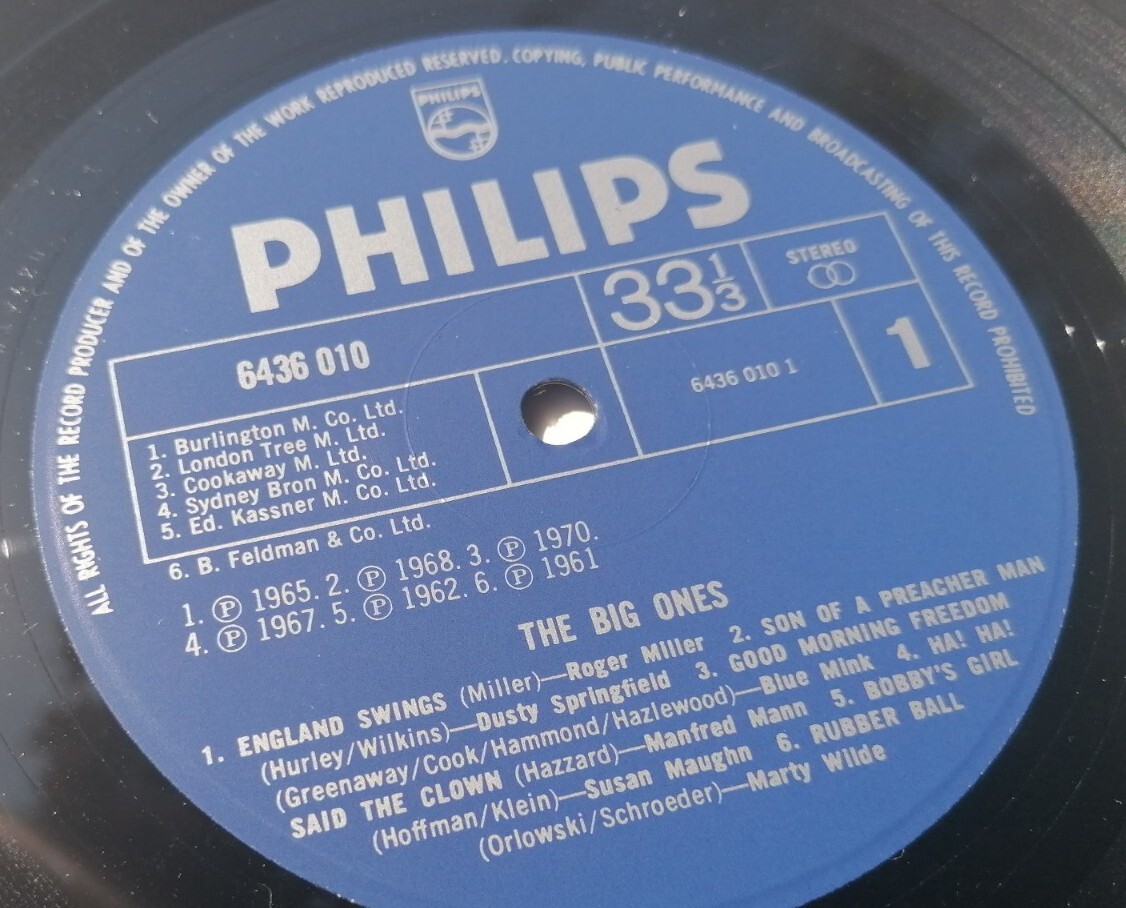 ALL RIGHTS OF THE RECORD PRODUCER AND OF THE OWNER OF THE WORK REPRODUCED RESERVED. COPYING, PUBLIC PERFORMANCE AND BROADCASTING OF THIS RECORD PROHIBITED
PHILIPS
PHILIPS
33 1/3
STEREO
6436 010
6436 010 1
1
1. Burlington M. Co. Ltd.
2. London Tree M. Ltd.
3. Cookaway M. Ltd.
4. Sydney Bron M. Co. Ltd.
5. Ed. Kassner M. Co. Ltd.
6. B. Feldman & Co. Ltd.
1. Ⓟ 1965. 2. Ⓟ 1968. 3. Ⓟ 1970.
4. Ⓟ 1967. 5. Ⓟ 1962. 6. Ⓟ 1961
THE BIG ONES
1. ENGLAND SWINGS (Miller)—Roger Miller 2. SON OF A PREACHER MAN
(Hurley/Wilkins)—Dusty Springfield 3. GOOD MORNING FREEDOM
(Greenaway/Cook/Hammond/Hazlewood)—Blue Mink 4. HA! HA!
SAID THE CLOWN (Hazzard)—Manfred Mann 5. BOBBY'S GIRL
(Hoffman/Klein)—Susan Maughn 6. RUBBER BALL
(Orlowski/Schroeder)—Marty Wilde